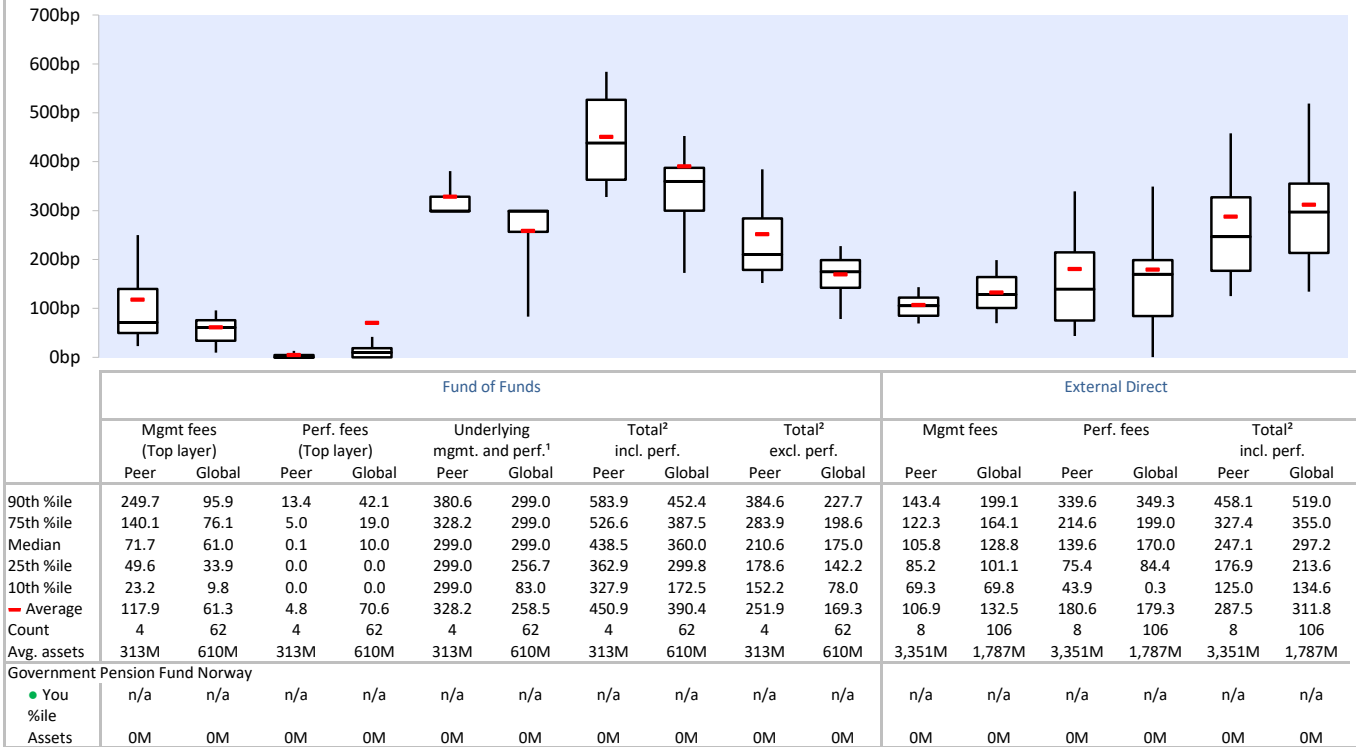 700bp
600bp
500bp
400bp
300bp
200bp
100bp
0bp
Fund of Funds External Direct
Mgmt fees Perf. fees Underlying Total² Total² Mgmt fees Perf. fees Total²
(Top layer) (Top layer) mgmt. and perf.¹ incl. perf. excl. perf. incl. perf.
Peer Global Peer Global Peer Global Peer Global Peer Global Peer Global Peer Global Peer Global
90th %ile 249.7 95.9 13.4 42.1 380.6 299.0 583.9 452.4 384.6 227.7 143.4 199.1 339.6 349.3 458.1 519.0
75th %ile 140.1 76.1 5.0 19.0 328.2 299.0 526.6 387.5 283.9 198.6 122.3 164.1 214.6 199.0 327.4 355.0
Median 71.7 61.0 0.1 10.0 299.0 299.0 438.5 360.0 210.6 175.0 105.8 128.8 139.6 170.0 247.1 297.2
25th %ile 49.6 33.9 0.0 0.0 299.0 256.7 362.9 299.8 178.6 142.2 85.2 101.1 75.4 84.4 176.9 213.6
10th %ile 23.2 9.8 0.0 0.0 299.0 83.0 327.9 172.5 152.2 78.0 69.3 69.8 43.9 0.3 125.0 134.6
Average 117.9 61.3 4.8 70.6 328.2 258.5 450.9 390.4 251.9 169.3 106.9 132.5 180.6 179.3 287.5 311.8
Count 4 62 4 62 4 62 4 62 4 62 8 106 8 106 8 106
Avg. assets 313M 610M 313M 610M 313M 610M 313M 610M 313M 610M 3,351M 1,787M 3,351M 1,787M 3,351M 1,787M
Government Pension Fund Norway
● You n/a n/a n/a n/a n/a n/a n/a n/a n/a n/a n/a n/a n/a n/a n/a n/a
%ile
Assets 0M 0M 0M 0M 0M 0M 0M 0M 0M 0M 0M 0M 0M 0M 0M 0M